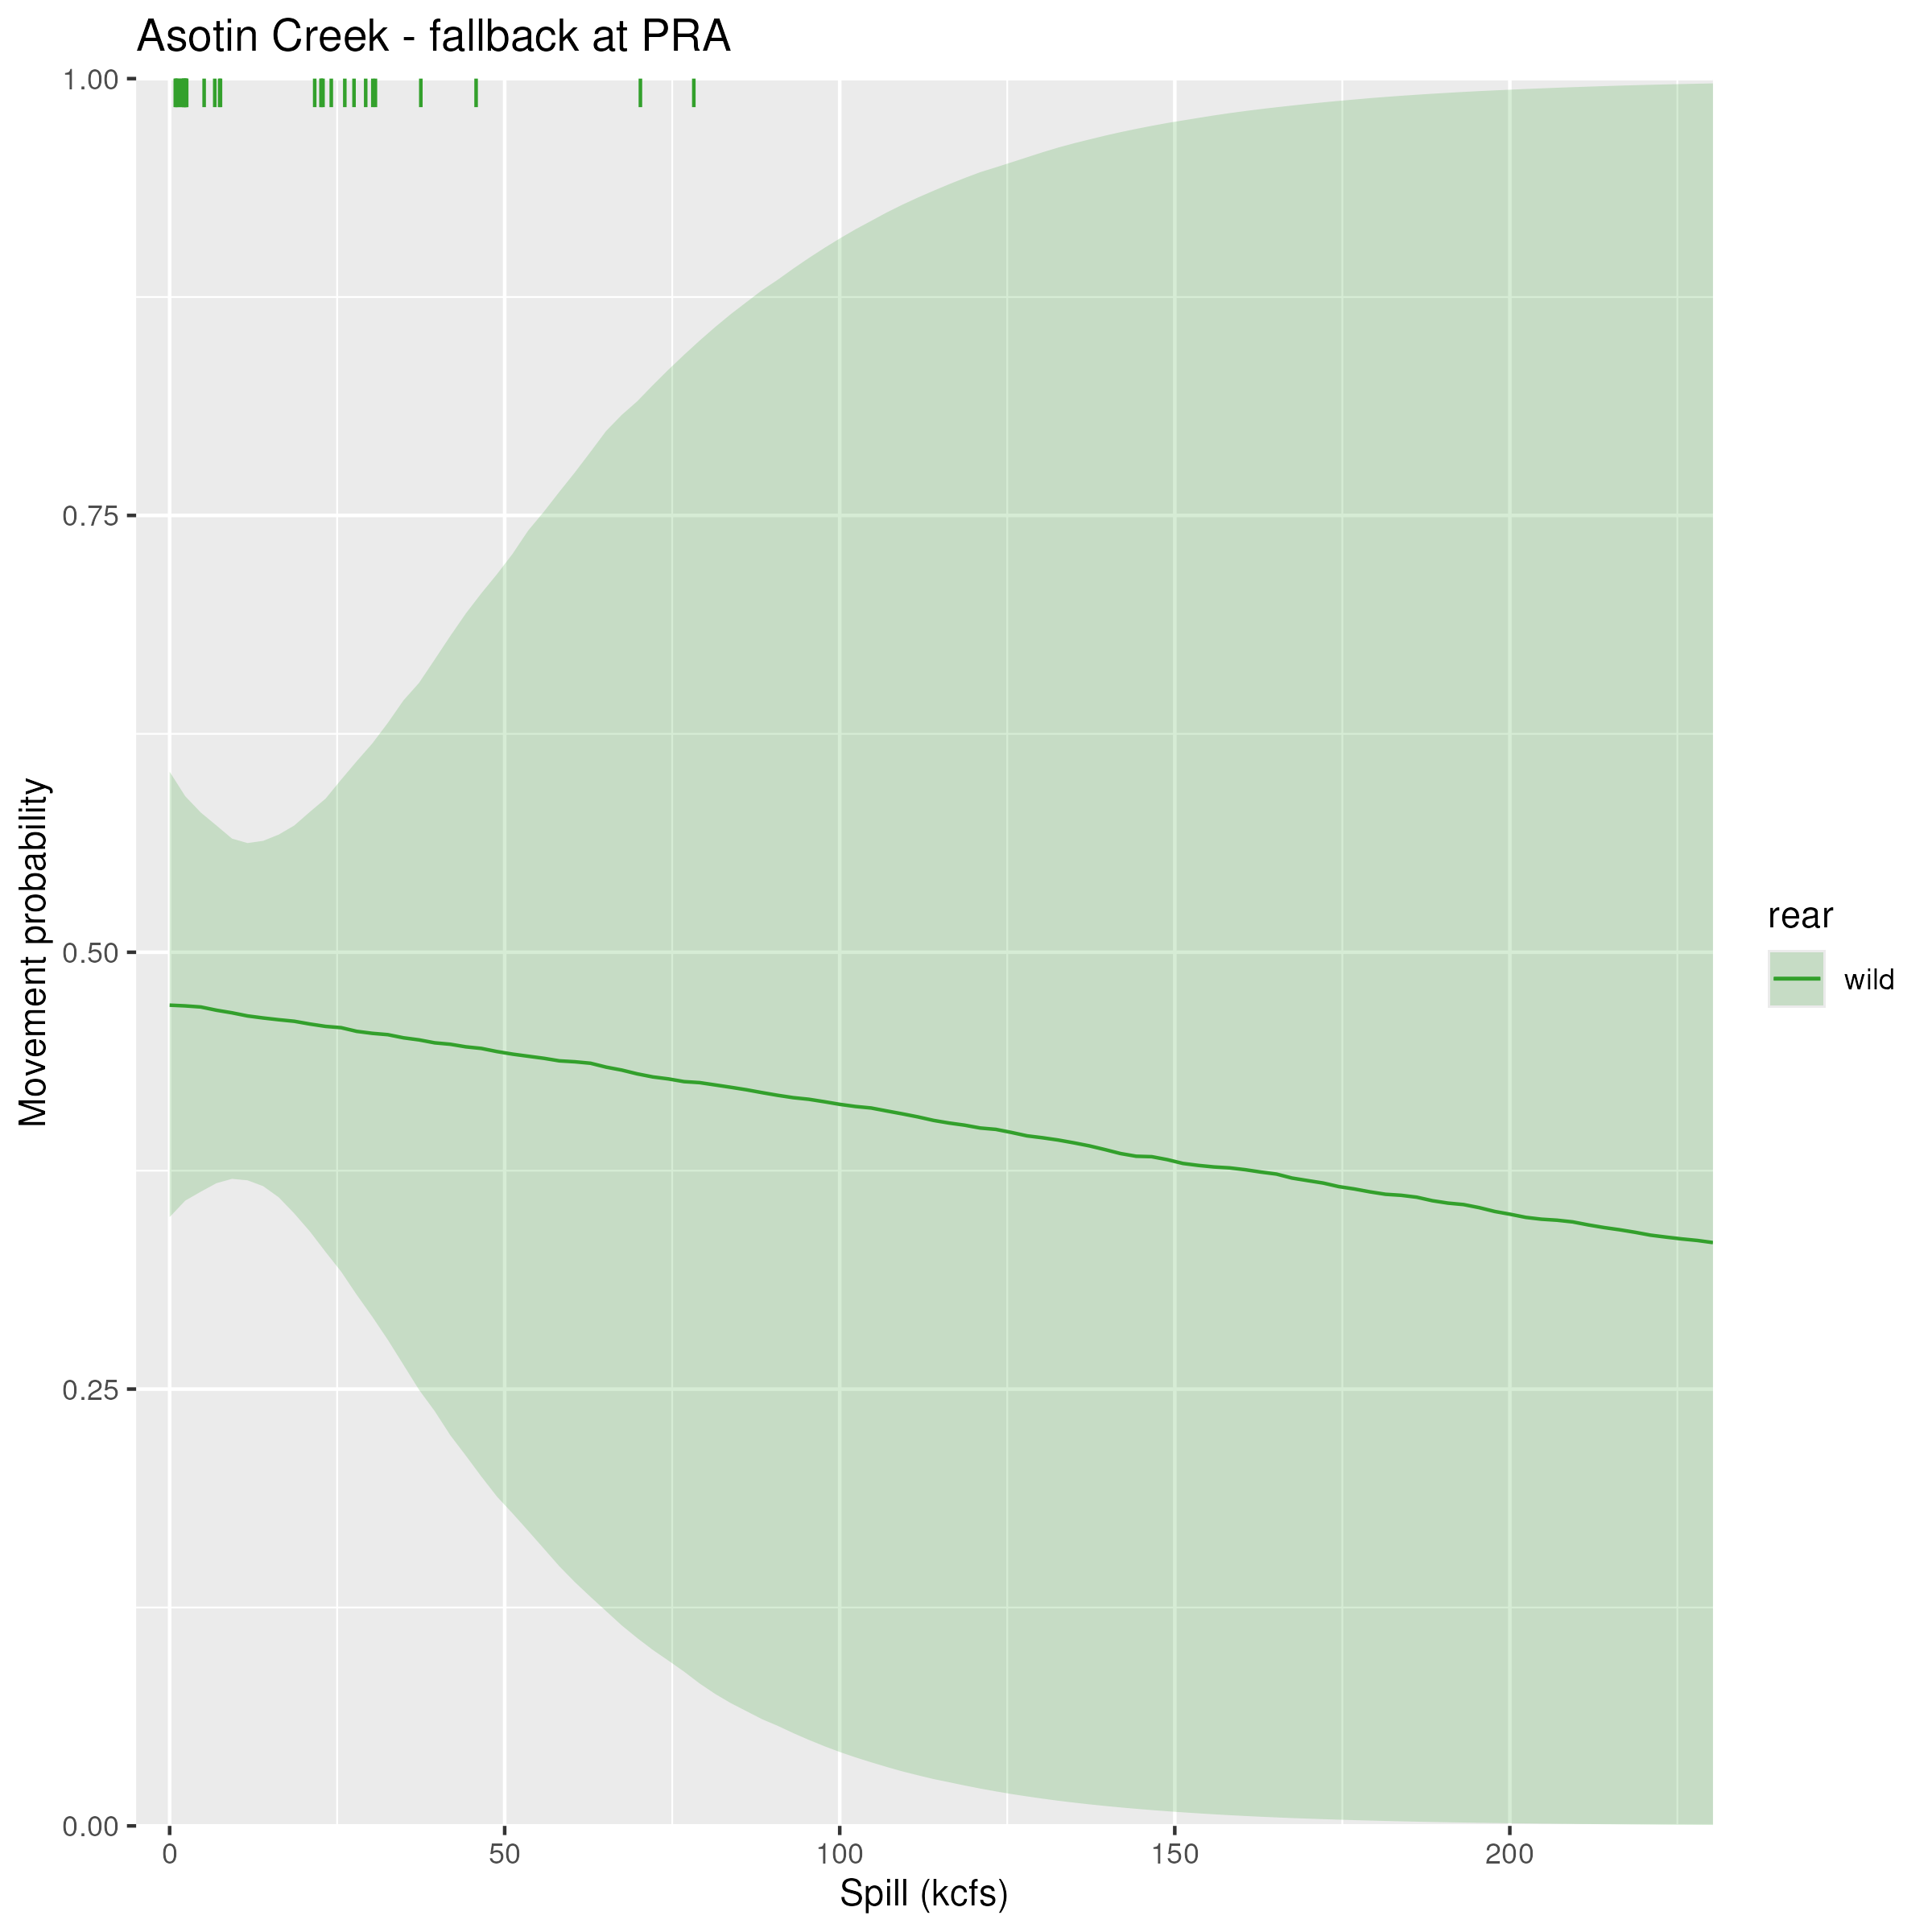 Asotin Creek - fallback at PRA
1.00
0.75
0.50
0.25
0.00
Movement probability
0
50
100
150
200
Spill (kcfs)
rear
wild